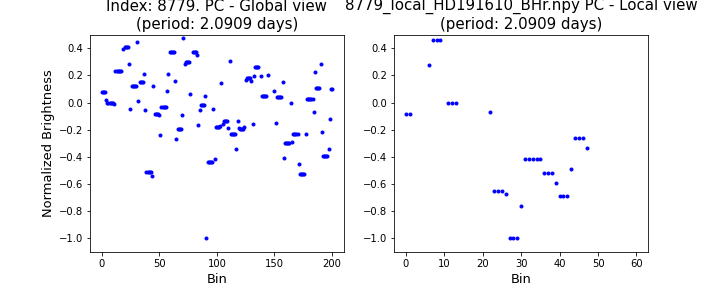 Index: 8779. PC - Global view
(period: 2.0909 days)
8779_local_HD191610_BHr.npy PC - Local view
(period: 2.0909 days)
Normalized Brightness
0.4
0.2
0.0
−0.2
−0.4
−0.6
−0.8
−1.0
0 50 100 150 200
Bin
0.4
0.2
0.0
−0.2
−0.4
−0.6
−0.8
−1.0
0 10 20 30 40 50 60
Bin